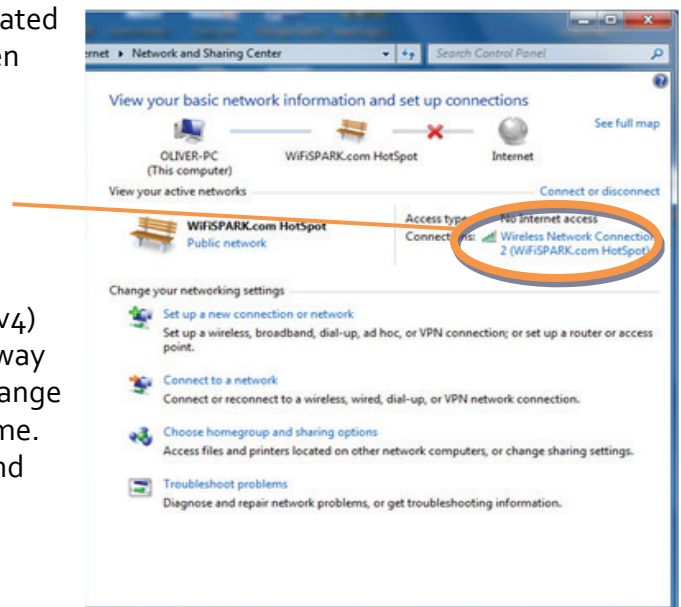 ated
en
v4)
way
ange
me.
nd
ernet ▸ Network and Sharing Center
Search Control Panel
View your basic network information and set up connections
See full map
OLIVER-PC
(This computer)
WiFiSPARK.com HotSpot
Internet
View your active networks
Connect or disconnect
WiFiSPARK.com HotSpot
Public network
Access type: No Internet access
Connections: Wireless Network Connection
2 (WiFiSPARK.com HotSpot)
Change your networking settings
Set up a new connection or network
Set up a wireless, broadband, dial-up, ad hoc, or VPN connection; or set up a router or access
point.
Connect to a network
Connect or reconnect to a wireless, wired, dial-up, or VPN network connection.
Choose homegroup and sharing options
Access files and printers located on other network computers, or change sharing settings.
Troubleshoot problems
Diagnose and repair network problems, or get troubleshooting information.